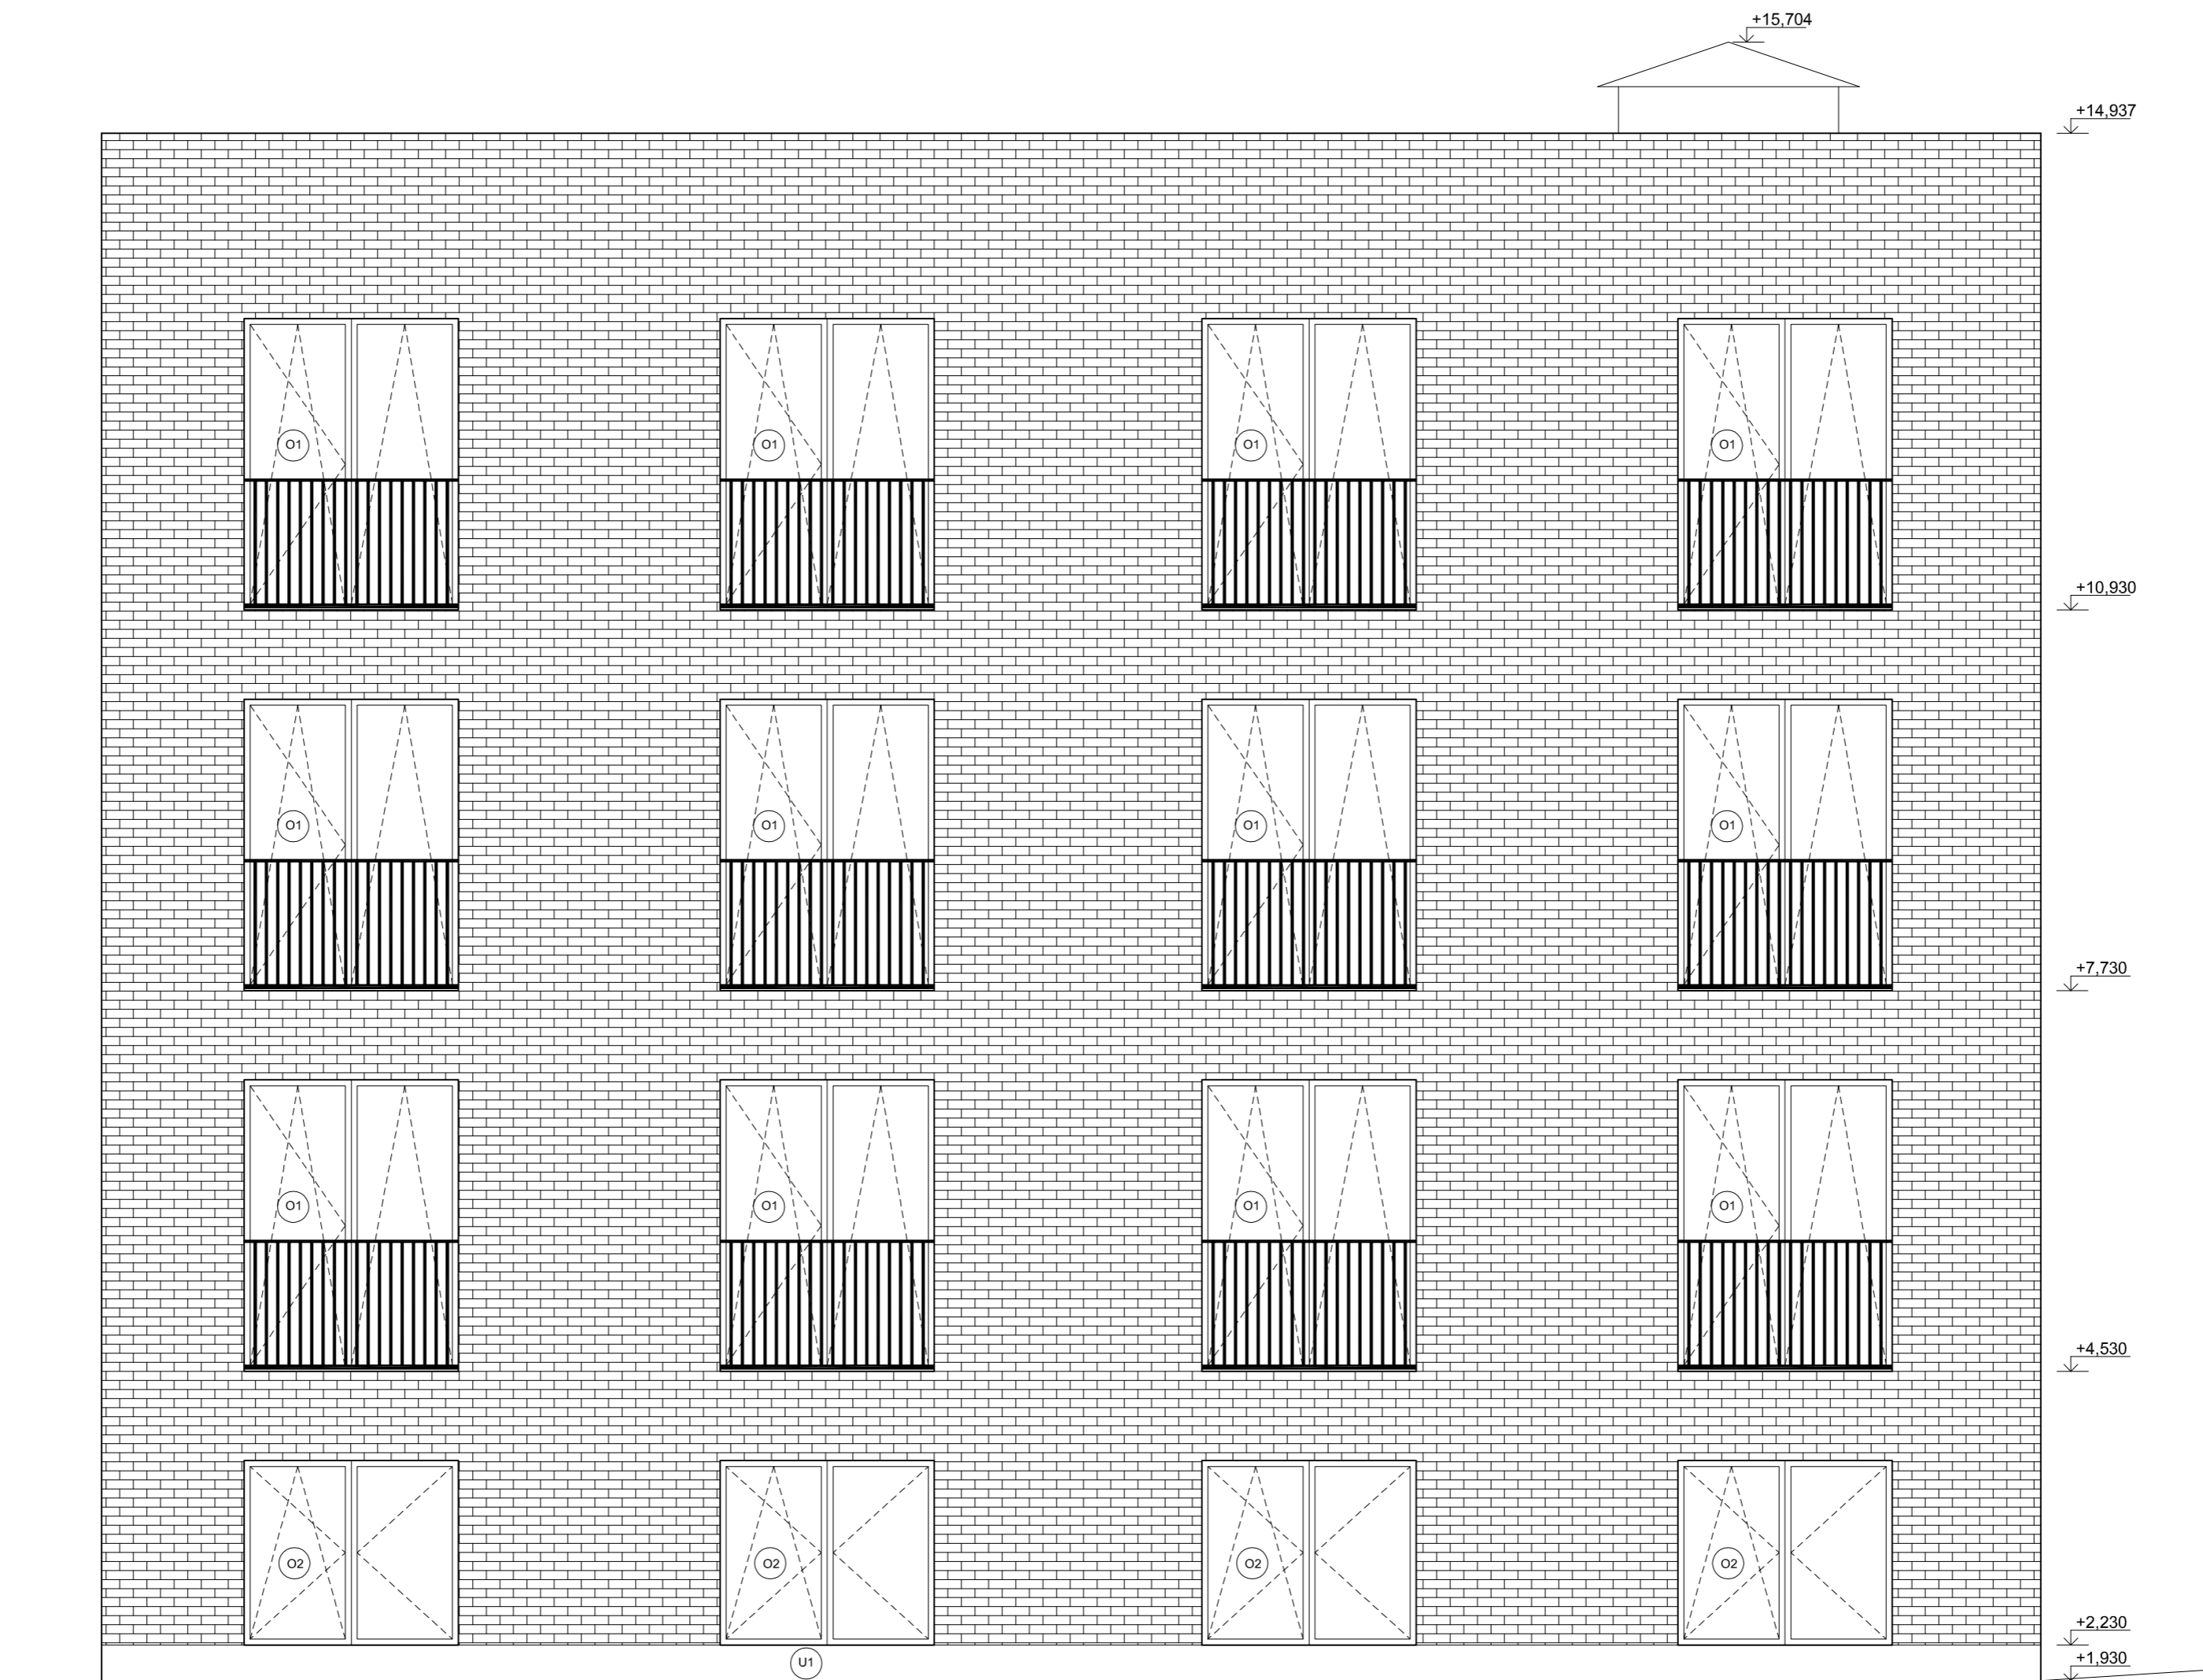 +15,704
+14,937
O1 O1 O1 O1
+10,930
O1 O1 O1 O1
+7,730
O1 O1 O1 O1
+4,530
O2 O2 O2 O2
+2,230
U1
+1,930